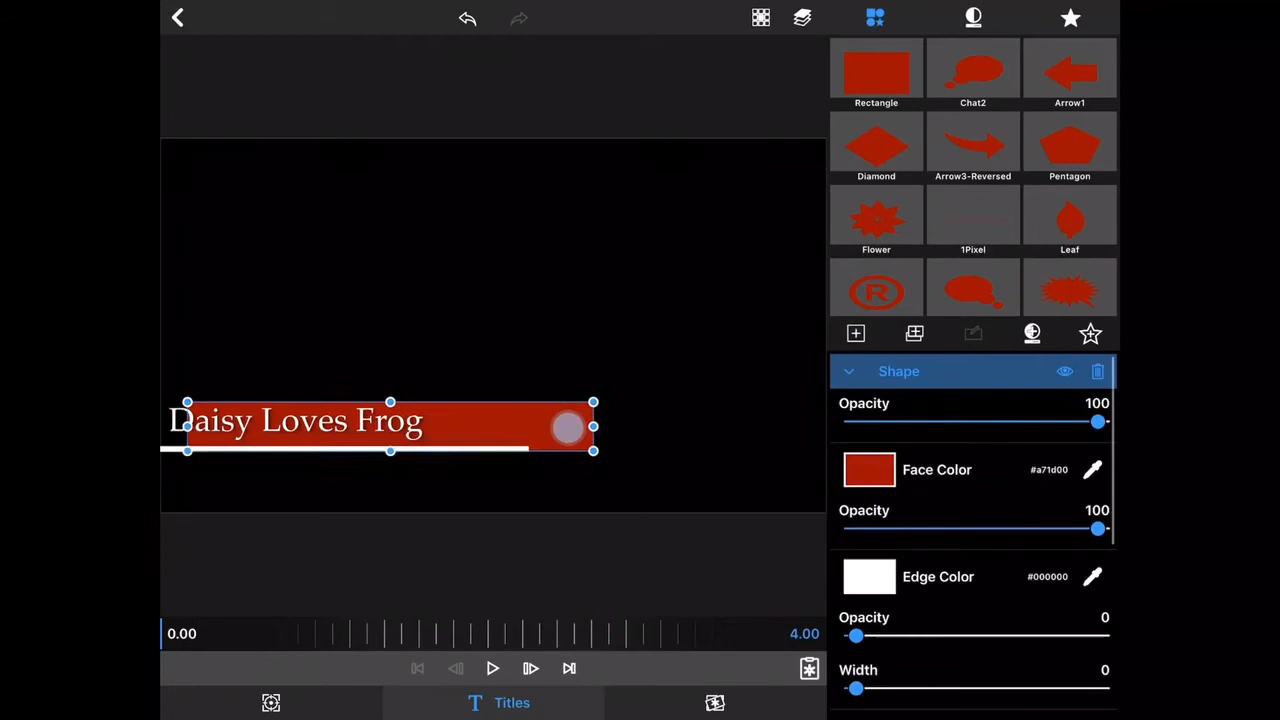 Rectangle
Chat2
Arrow1
Diamond
Arrow3-Reversed
Pentagon
Flower
1Pixel
Leaf
R
Shape
Opacity 100
Face Color #a71d00
Opacity 100
Edge Color #000000
Opacity 0
Width 0
Daisy Loves Frog
0.00
4.00
T Titles